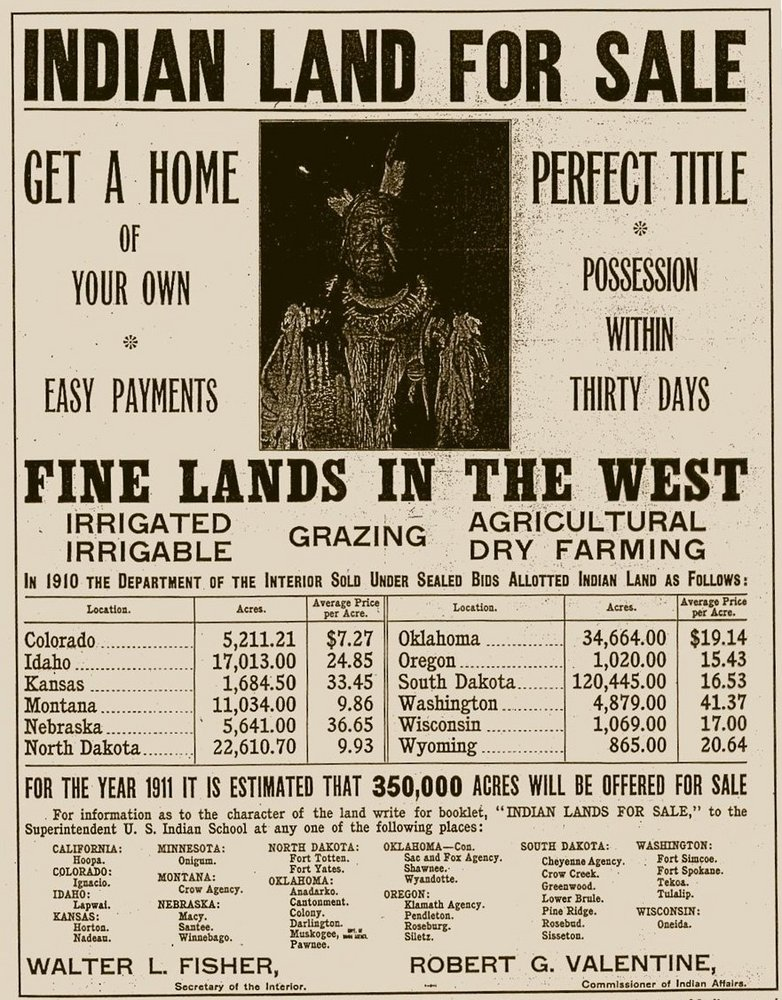 INDIAN LAND FOR SALE
GET A HOME
OF
YOUR OWN
※
EASY PAYMENTS
PERFECT TITLE
※
POSSESSION
WITHIN
THIRTY DAYS
FINE LANDS IN THE WEST
IRRIGATED
IRRIGABLE
GRAZING
AGRICULTURAL
DRY FARMING
IN 1910 THE DEPARTMENT OF THE INTERIOR SOLD UNDER SEALED BIDS ALLOTTED INDIAN LAND AS FOLLOWS:
Location. Acres. Average Price per Acre. Location. Acres. Average Price per Acre.
Colorado 5,211.21 $7.27 Oklahoma 34,664.00 $19.14
Idaho 17,013.00 24.85 Oregon 1,020.00 15.43
Kansas 1,684.50 33.45 South Dakota 120,445.00 16.53
Montana 11,034.00 9.86 Washington 4,879.00 41.37
Nebraska 5,641.00 36.65 Wisconsin 1,069.00 17.00
North Dakota 22,610.70 9.93 Wyoming 865.00 20.64
FOR THE YEAR 1911 IT IS ESTIMATED THAT 350,000 ACRES WILL BE OFFERED FOR SALE
For information as to the character of the land write for booklet, "INDIAN LANDS FOR SALE," to the
Superintendent U. S. Indian School at any one of the following places:
CALIFORNIA:
Hoopa.
COLORADO:
Ignacio.
IDAHO:
Lapwai.
KANSAS:
Horton.
Nadeau.
MINNESOTA:
Onigum.
MONTANA:
Crow Agency.
NEBRASKA:
Macy.
Santee.
Winnebago.
NORTH DAKOTA:
Fort Totten.
Fort Yates.
OKLAHOMA:
Anadarko.
Cantonment.
Colony.
Darlington.
Muskogee,
Pawnee.
OKLAHOMA—Con.
Sac and Fox Agency.
Shawnee.
Wyandotte.
OREGON:
Klamath Agency.
Pendleton.
Roseburg.
Siletz.
SOUTH DAKOTA:
Cheyenne Agency.
Crow Creek.
Greenwood.
Lower Brule.
Pine Ridge.
Rosebud.
Sisseton.
WASHINGTON:
Fort Simcoe.
Fort Spokane.
Tekoa.
Tulalip.
WISCONSIN:
Oneida.
WALTER L. FISHER,
Secretary of the Interior.
ROBERT G. VALENTINE,
Commissioner of Indian Affairs.